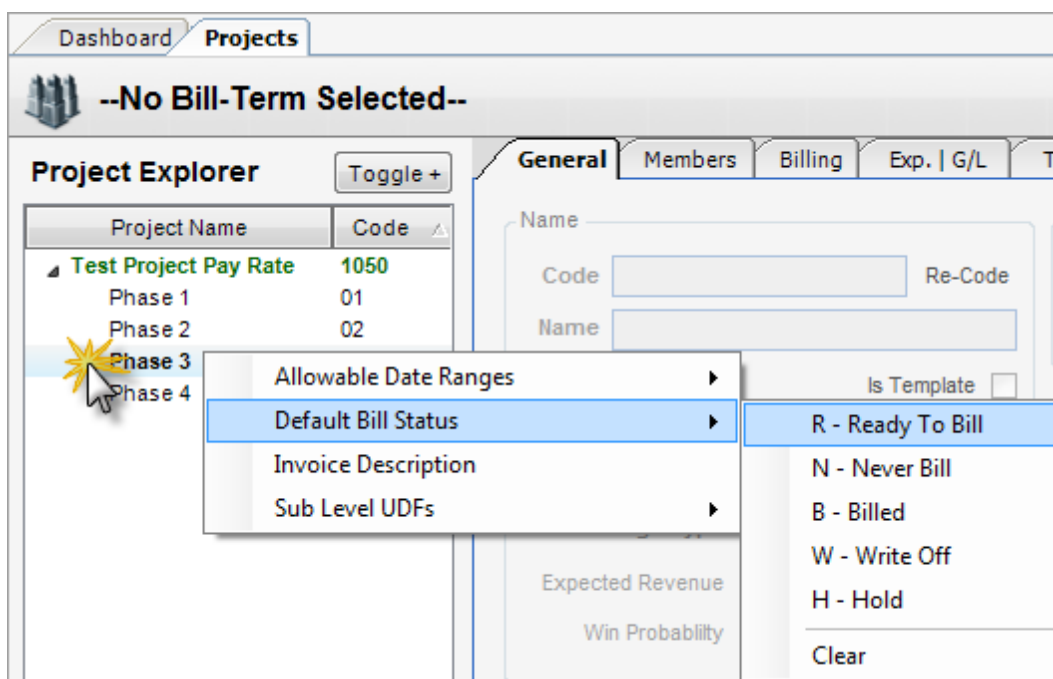 Dashboard Projects
--No Bill-Term Selected--
Project Explorer Toggle +
General Members Billing Exp. | G/L
Project Name Code
Name
Test Project Pay Rate 1050
Code Re-Code
Phase 1 01
Phase 2 02
Name
Phase 3
Phase 4
Is Template
Allowable Date Ranges
Default Bill Status
Invoice Description
Sub Level UDFs
R - Ready To Bill
N - Never Bill
B - Billed
W - Write Off
H - Hold
Clear
Expected Revenue
Win Probablilty